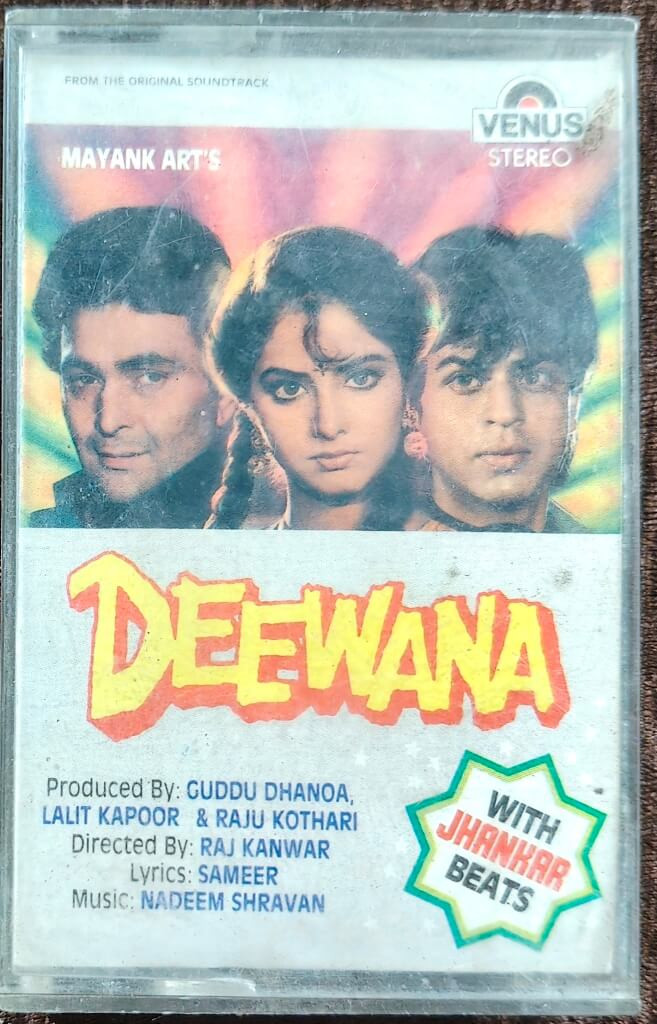 FROM THE ORIGINAL SOUNDTRACK
VENUS
STEREO
MAYANK ART'S
DEEWANA
Produced By: GUDDU DHANOA,
LALIT KAPOOR & RAJU KOTHARI
Directed By: RAJ KANWAR
Lyrics: SAMEER
Music: NADEEM SHRAVAN
WITH
JHANKAR
BEATS